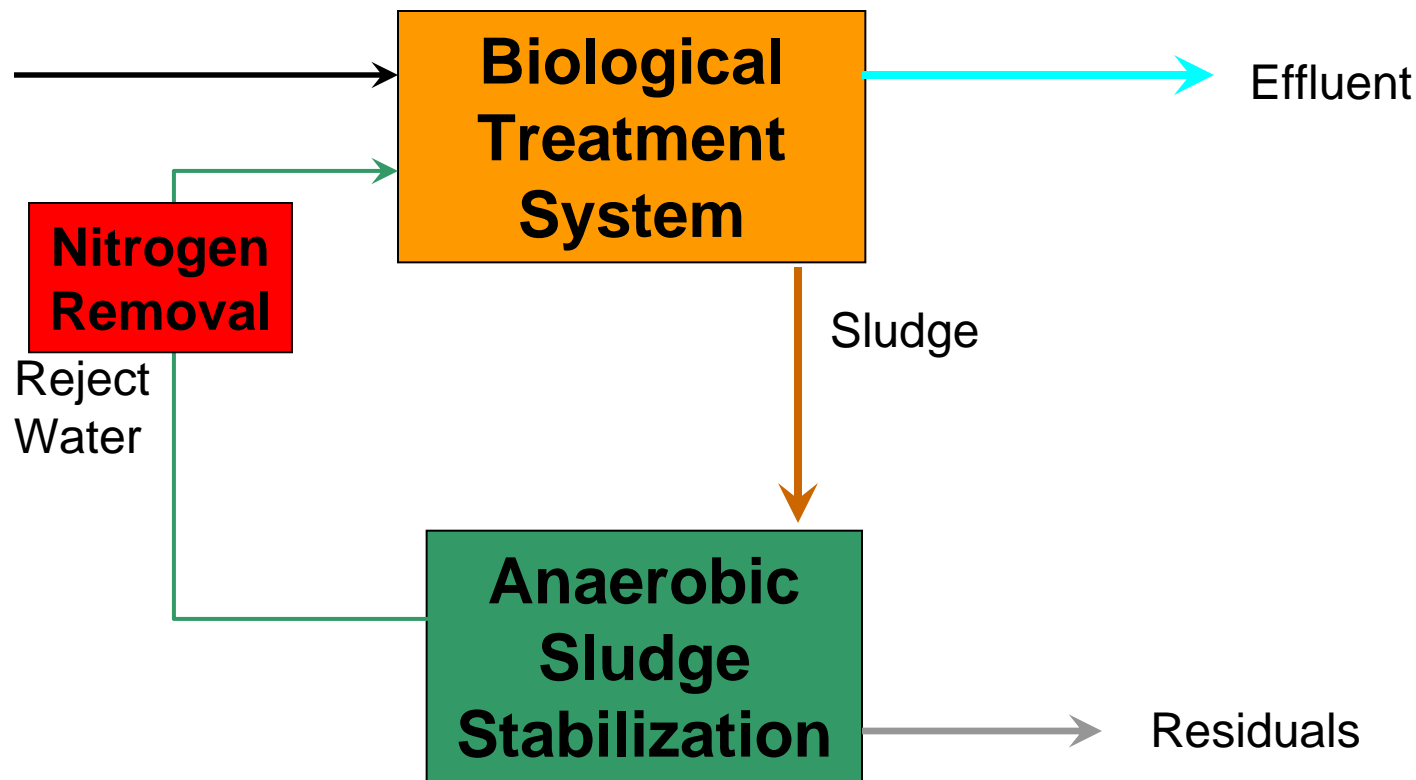 Biological
Treatment
System
Effluent
Nitrogen
Removal
Reject
Water
Sludge
Anaerobic
Sludge
Stabilization
Residuals